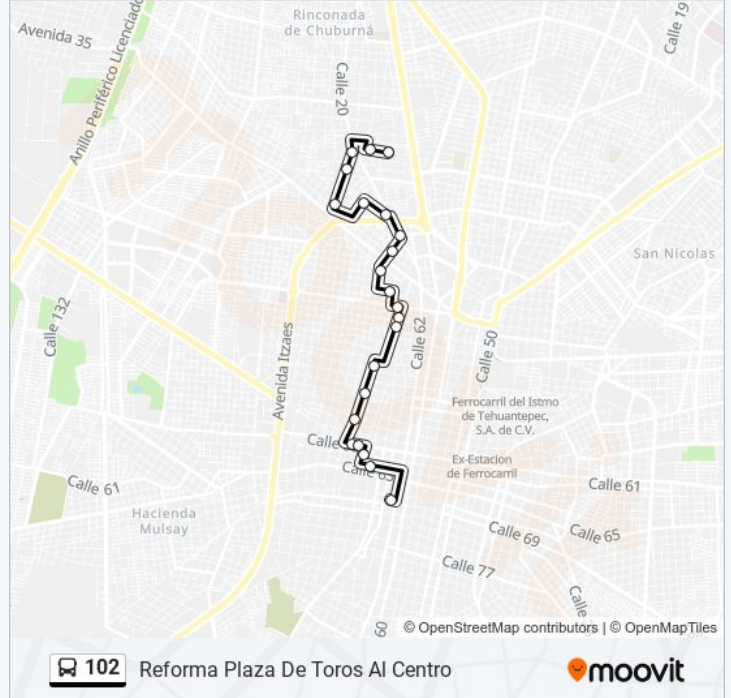 Rinconada
de Chuburná
Avenida 35
Calle 19
Anillo Periférico Licenciado
Calle 20
San Nicolas
Calle 132
Calle 62
Calle 50
Avenida Itzaes
Ferrocarril del Istmo
de Tehuantepec,
S.A. de C.V.
Calle
Calle 65
Ex-Estacion
de Ferrocarril
Calle 61
Calle 61
Hacienda
Mulsay
Calle 69
Calle 65
Calle 77
Calle
60
© OpenStreetMap contributors | © OpenMapTiles
102 Reforma Plaza De Toros Al Centro
moovit